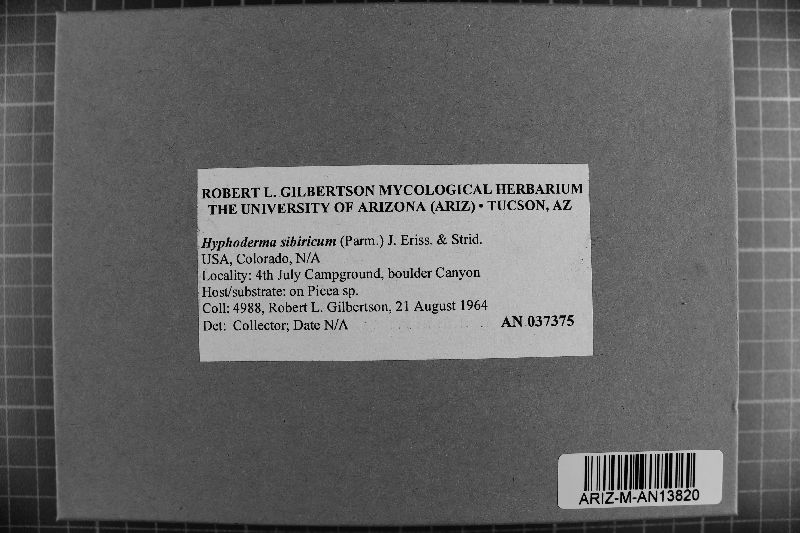 ROBERT L. GILBERTSON MYCOLOGICAL HERBARIUM
THE UNIVERSITY OF ARIZONA (ARIZ) • TUCSON, AZ
Hyphoderma sibiricum (Parm.) J. Eriss. & Strid.
USA, Colorado, N/A
Locality: 4th July Campground, boulder Canyon
Host/substrate: on Picea sp.
Coll: 4988, Robert L. Gilbertson, 21 August 1964
Det: Collector; Date N/A
AN 037375
ARIZ-M-AN13820